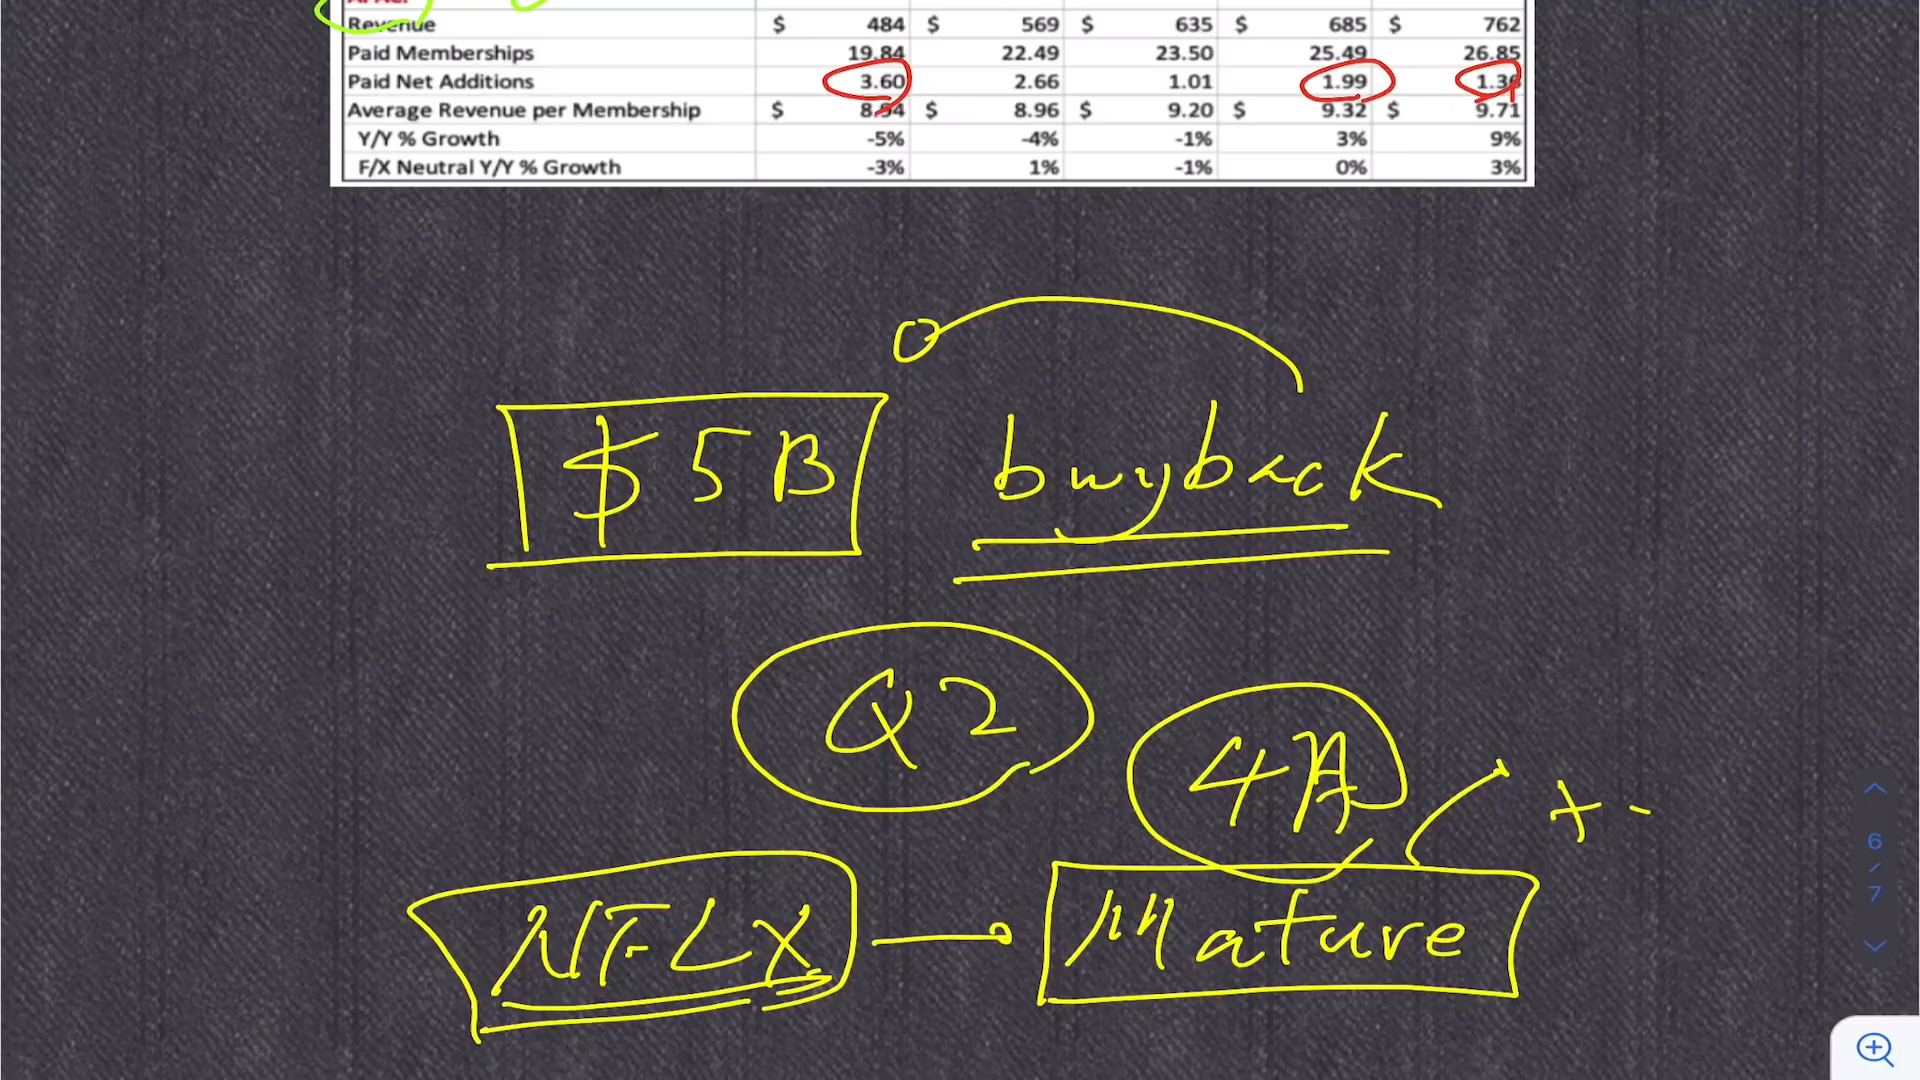 Revenue $ 484 $ 569 $ 635 $ 685 $ 762
Paid Memberships 19.84 22.49 23.50 25.49 26.85
Paid Net Additions 3.60 2.66 1.01 1.99
Average Revenue per Membership $ 8.94 $ 8.96 $ 9.20 $ 9.32 $ 9.71
Y/Y % Growth -5% -4% -1% 3% 9%
F/X Neutral Y/Y % Growth -3% 1% -1% 0% 3%
$5B buyback
Q2
4A
+ -
NFLX Mature
6
/
7